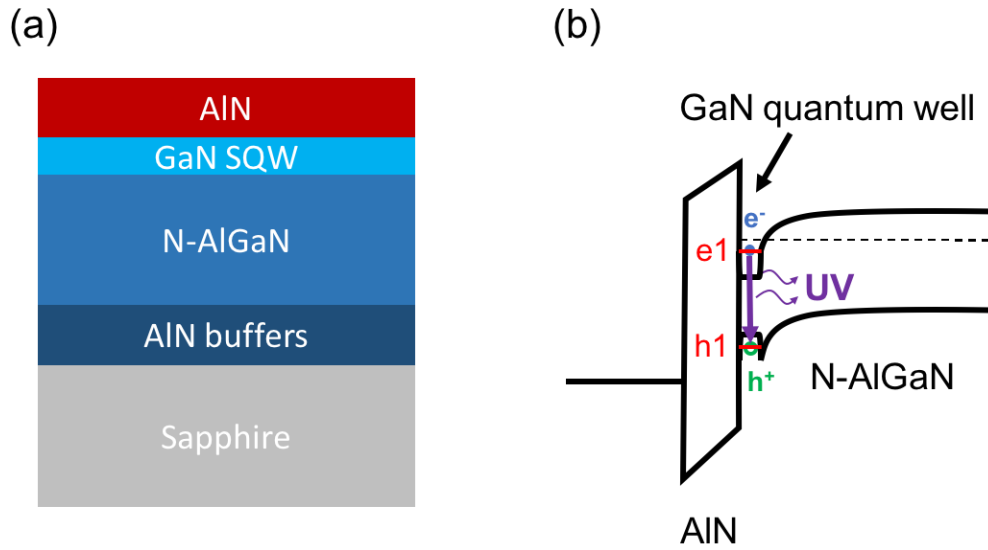 (a)
AlN
GaN SQW
N-AlGaN
AlN buffers
Sapphire
(b)
GaN quantum well
e-
e1
UV
h1
h+
N-AlGaN
AlN